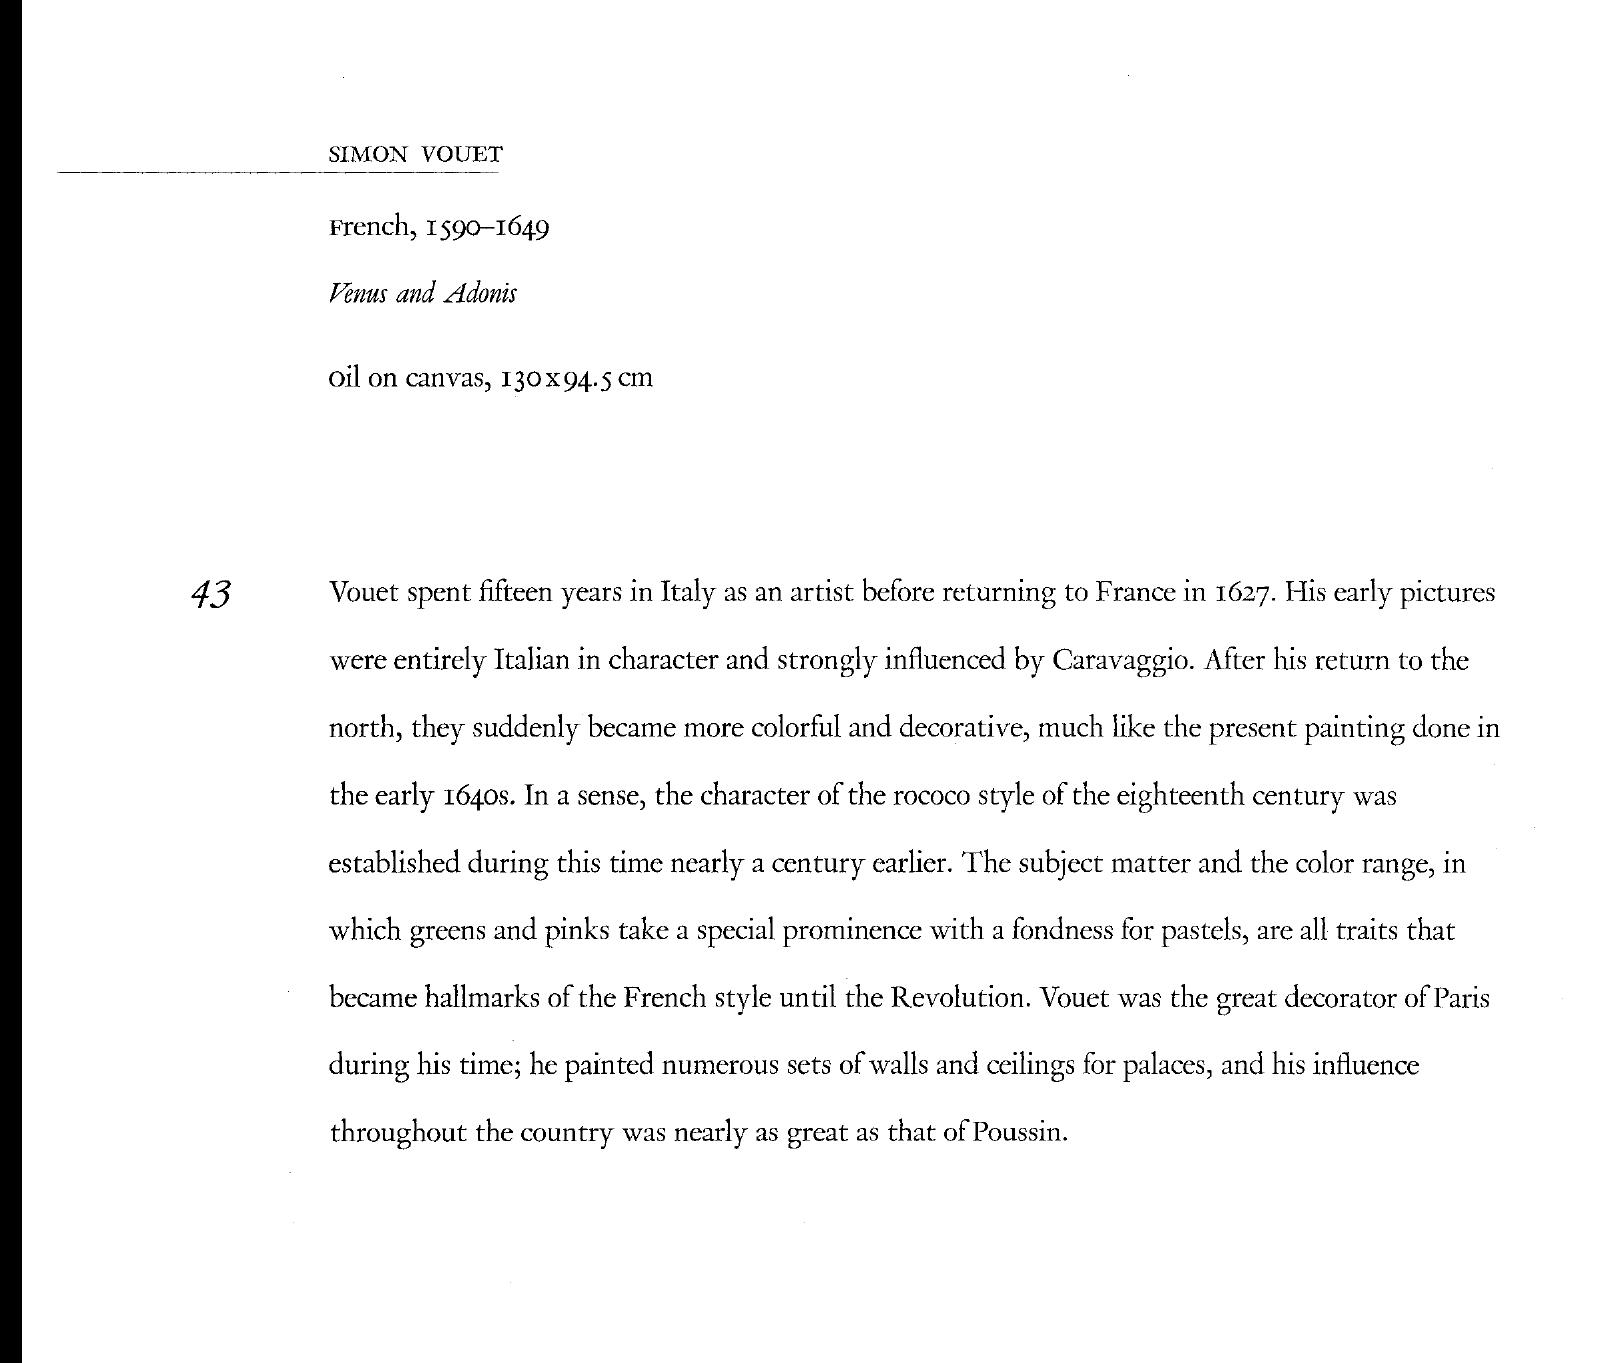 SIMON VOUET
French, 1590–1649
Venus and Adonis
Oil on canvas, 130x94.5 cm
43
Vouet spent fifteen years in Italy as an artist before returning to France in 1627. His early pictures
were entirely Italian in character and strongly influenced by Caravaggio. After his return to the
north, they suddenly became more colorful and decorative, much like the present painting done in
the early 1640s. In a sense, the character of the rococo style of the eighteenth century was
established during this time nearly a century earlier. The subject matter and the color range, in
which greens and pinks take a special prominence with a fondness for pastels, are all traits that
became hallmarks of the French style until the Revolution. Vouet was the great decorator of Paris
during his time; he painted numerous sets of walls and ceilings for palaces, and his influence
throughout the country was nearly as great as that of Poussin.